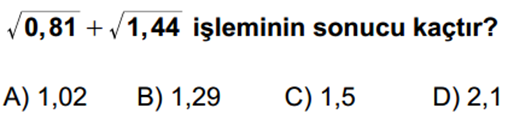 √0,81 + √1,44 işleminin sonucu kaçtır?
A) 1,02 B) 1,29 C) 1,5 D) 2,1